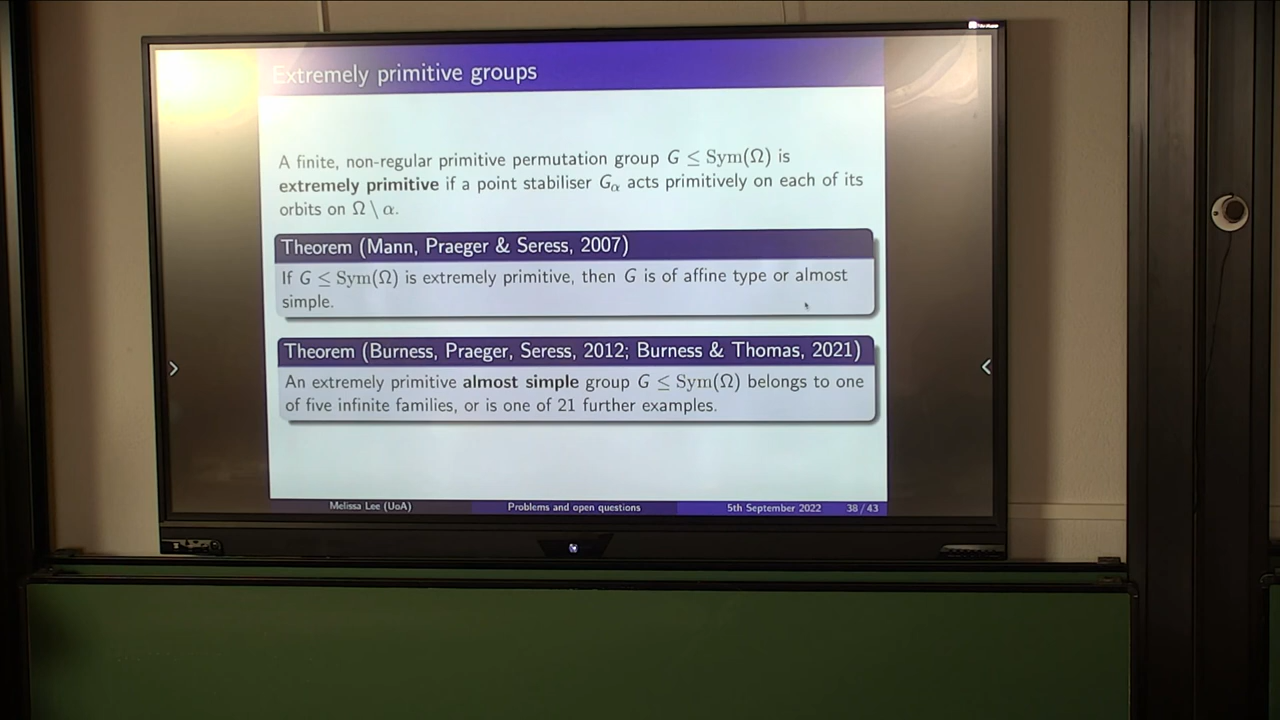 Extremely primitive groups
A finite, non-regular primitive permutation group G ≤ Sym(Ω) is
extremely primitive if a point stabiliser Gα acts primitively on each of its
orbits on Ω \ α.
Theorem (Mann, Praeger & Seress, 2007)
If G ≤ Sym(Ω) is extremely primitive, then G is of affine type or almost
simple.
Theorem (Burness, Praeger, Seress, 2012; Burness & Thomas, 2021)
An extremely primitive almost simple group G ≤ Sym(Ω) belongs to one
of five infinite families, or is one of 21 further examples.
Melissa Lee (UoA) Problems and open questions 5th September 2022 38 / 43